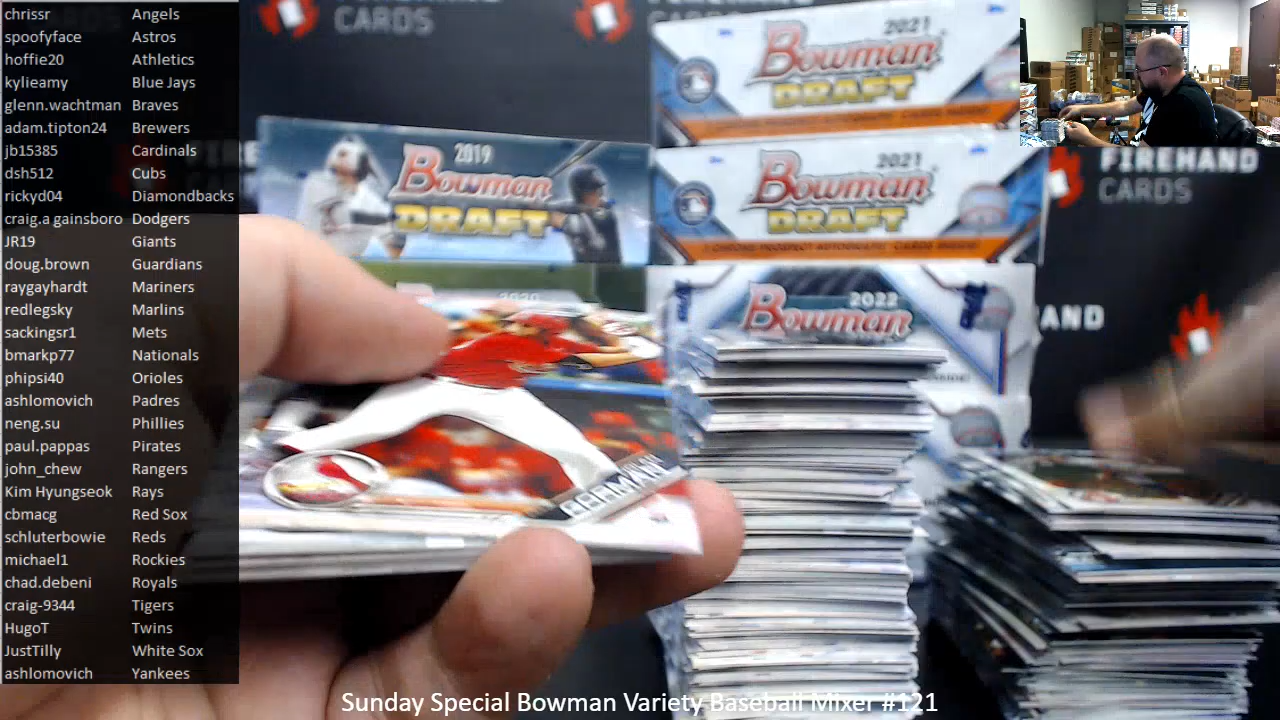 chrissr Angels
spoofyface Astros
hoffie20 Athletics
kylieamy Blue Jays
glenn.wachtman Braves
adam.tipton24 Brewers
jb15385 Cardinals
dsh512 Cubs
rickyd04 Diamondbacks
craig.a gainsboro Dodgers
JR19 Giants
doug.brown Guardians
raygayhardt Mariners
redlegsky Marlins
sackingsr1 Mets
bmarkp77 Nationals
phipsi40 Orioles
ashlomovich Padres
neng.su Phillies
paul.pappas Pirates
john_chew Rangers
Kim Hyungseok Rays
cbmacg Red Sox
schluterbowie Reds
michael1 Rockies
chad.debeni Royals
craig-9344 Tigers
HugoT Twins
JustTilly White Sox
ashlomovich Yankees
CARDS
2021
Bowman
DRAFT
2019
Bowman
DRAFT
2021
Bowman
DRAFT
FIREHAND
CARDS
2020
2022
Bowman
Sunday Special Bowman Variety Baseball Mixer #121